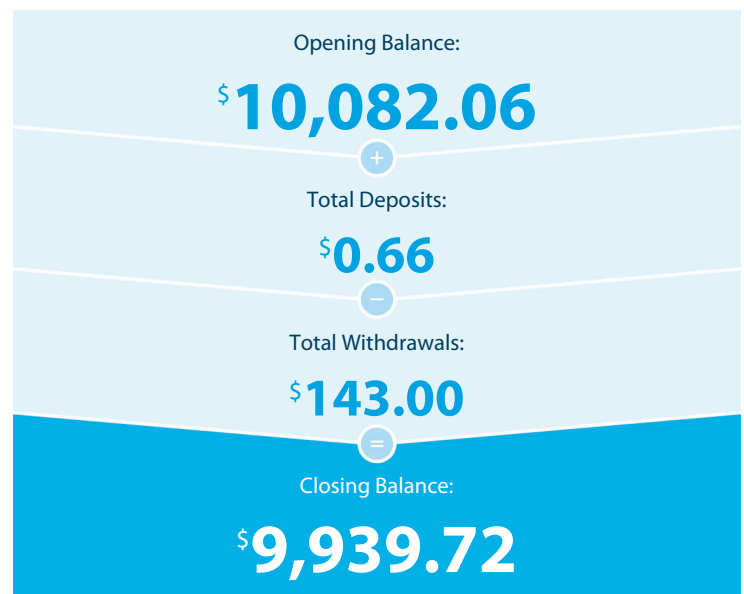 Opening Balance:
$10,082.06
+
Total Deposits:
$0.66
−
Total Withdrawals:
$143.00
=
Closing Balance:
$9,939.72